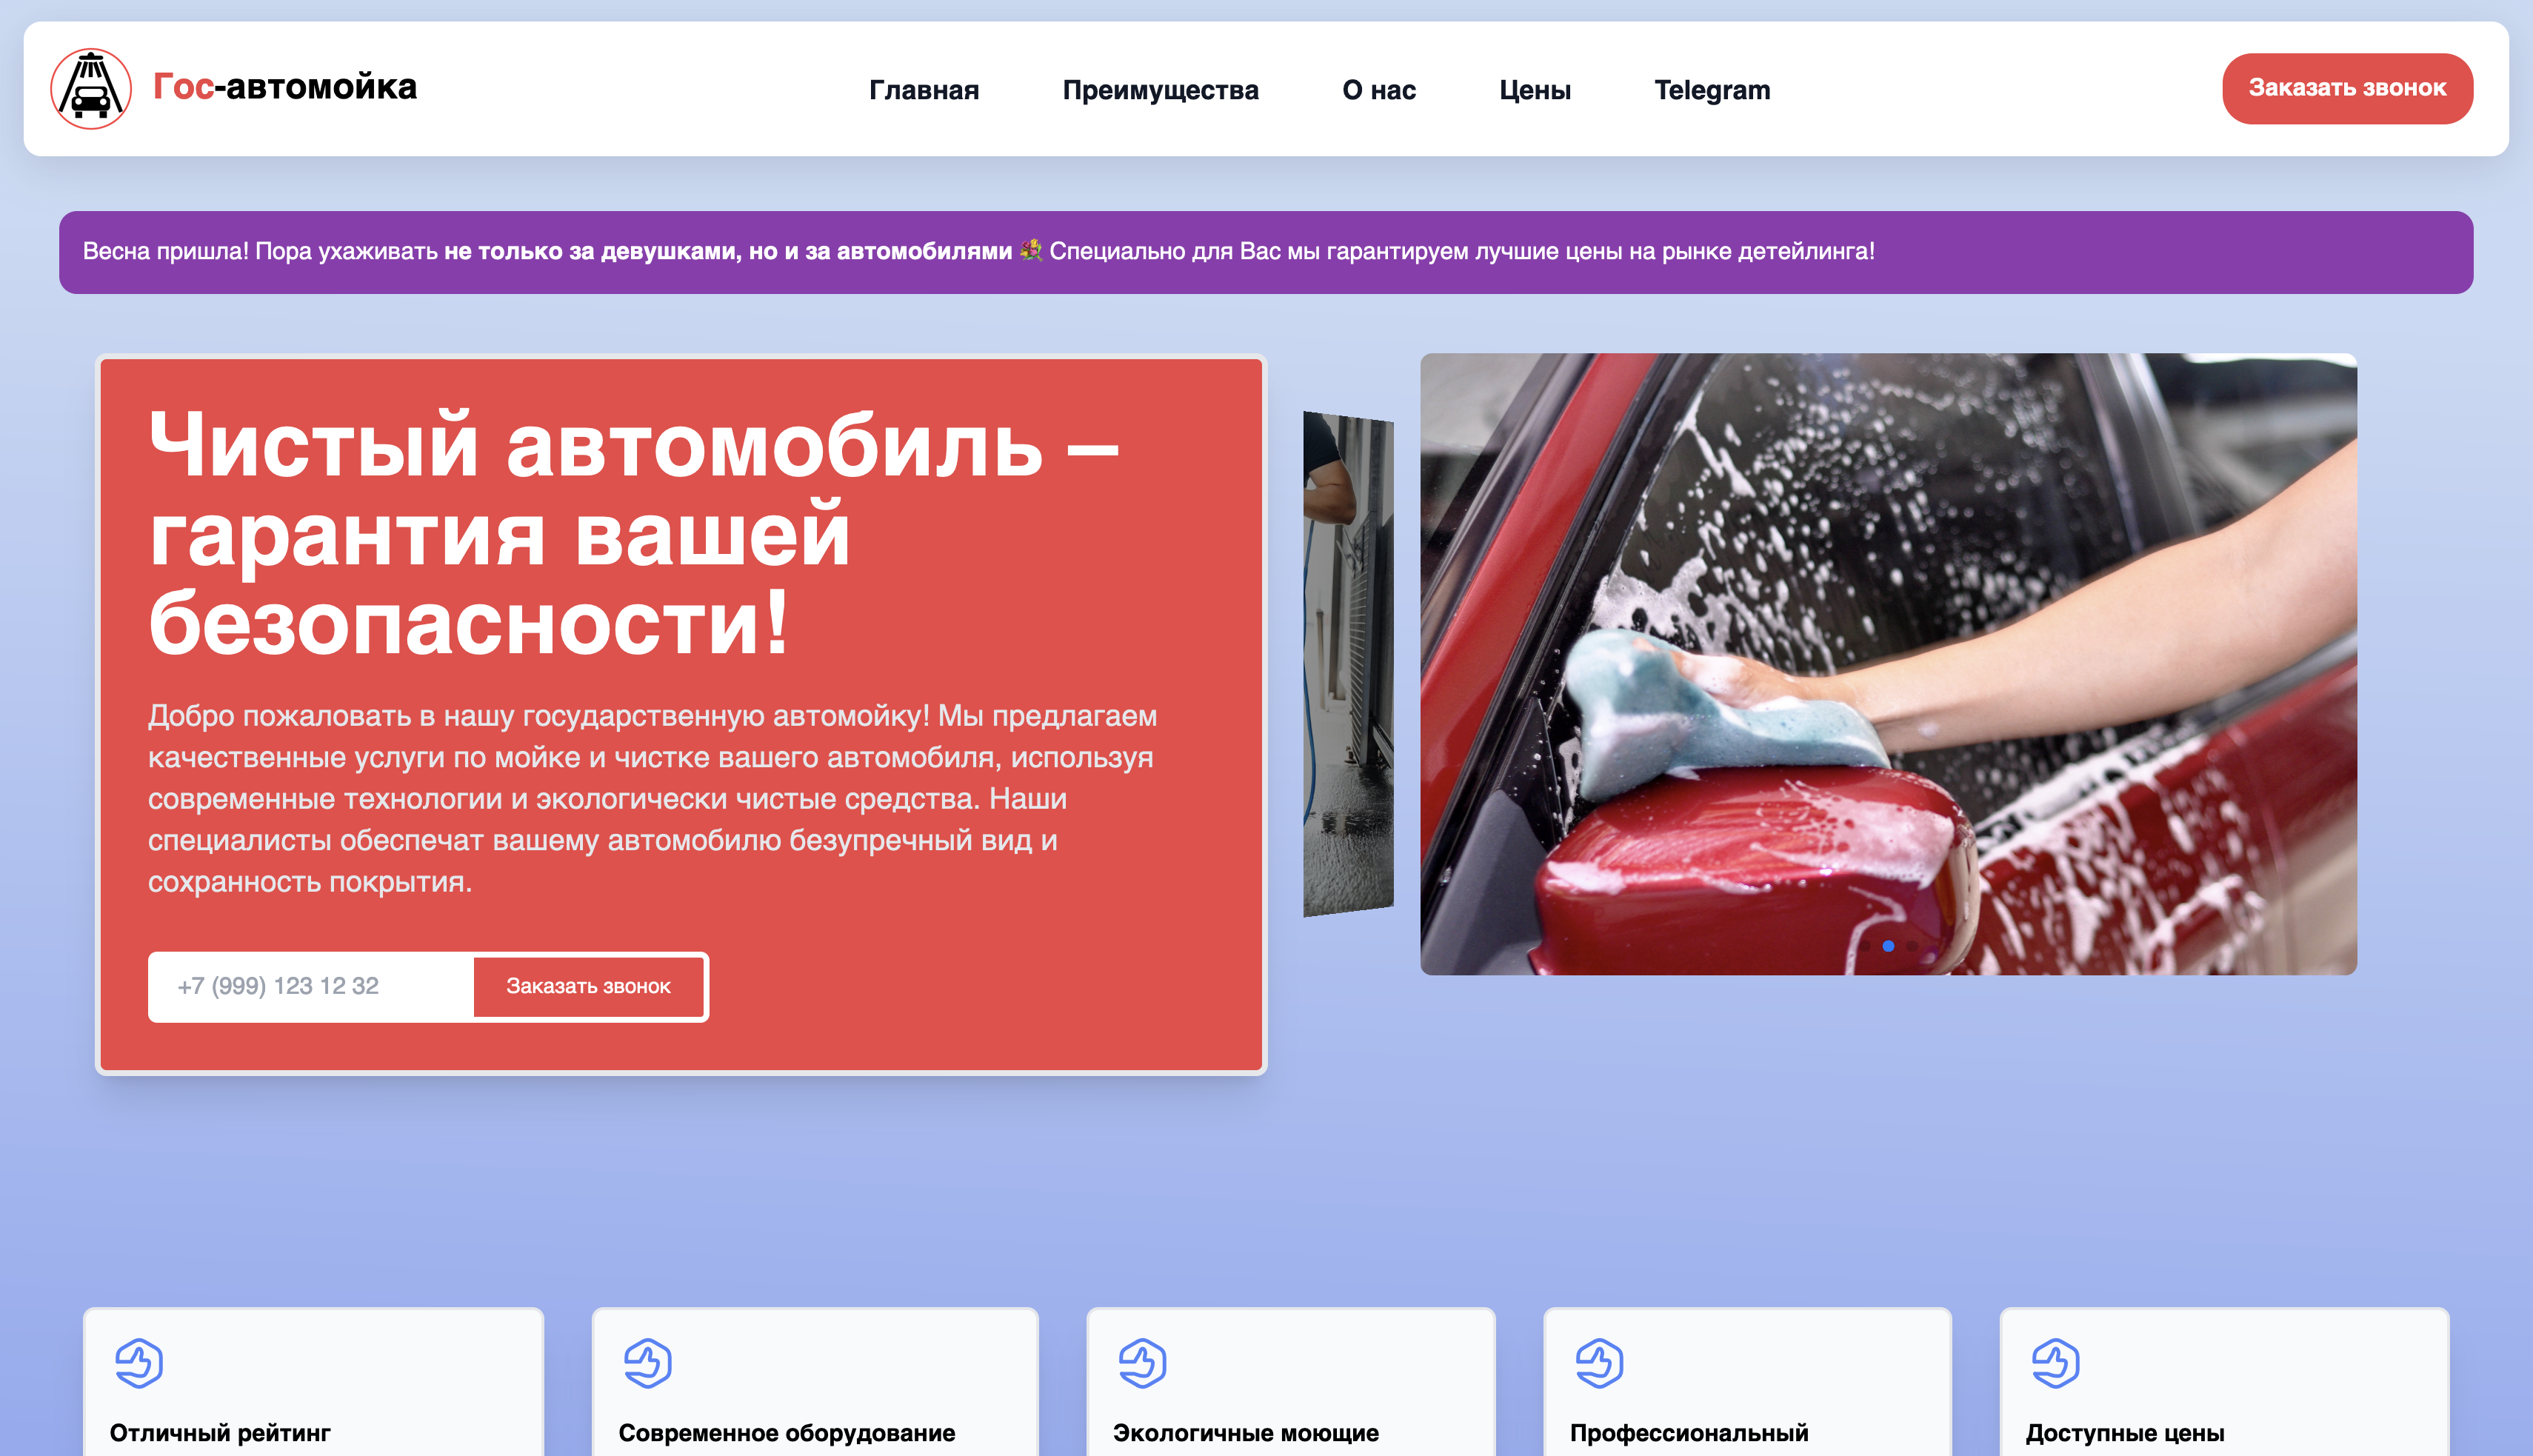 Гос-автомойка
Главная
Преимущества
О нас
Цены
Telegram
Заказать звонок
Весна пришла! Пора ухаживать не только за девушками, но и за автомобилями 💐 Специально для Вас мы гарантируем лучшие цены на рынке детейлинга!
Чистый автомобиль –
гарантия вашей
безопасности!
Добро пожаловать в нашу государственную автомойку! Мы предлагаем
качественные услуги по мойке и чистке вашего автомобиля, используя
современные технологии и экологически чистые средства. Наши
специалисты обеспечат вашему автомобилю безупречный вид и
сохранность покрытия.
+7 (999) 123 12 32
Заказать звонок
Отличный рейтинг
Современное оборудование
Экологичные моющие
Профессиональный
Доступные цены